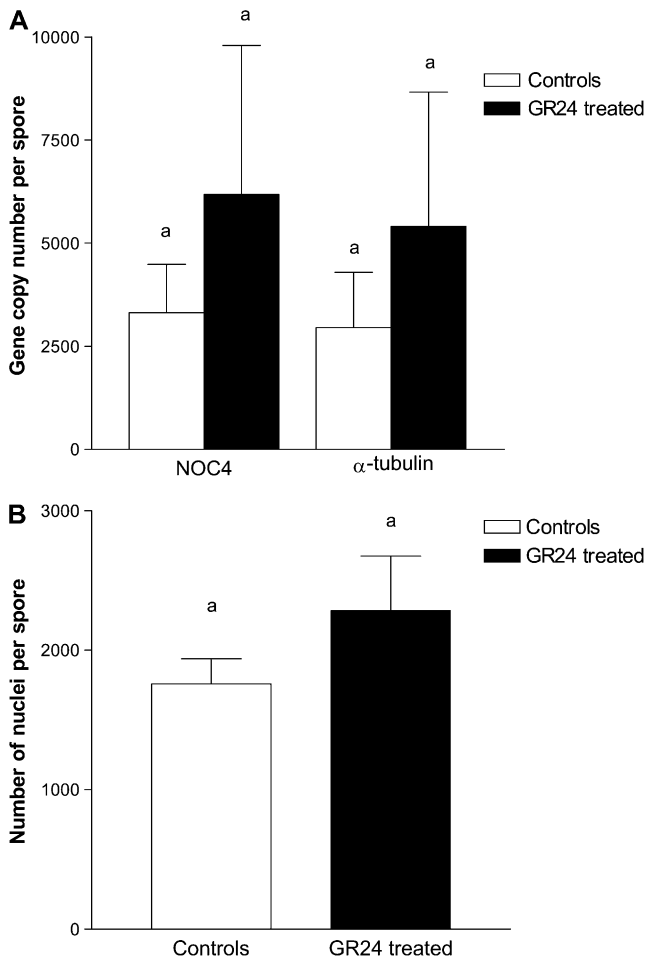 A
10000
7500
5000
2500
0
Gene copy number per spore
a
a
a
a
NOC4
α-tubulin
Controls
GR24 treated
B
3000
2000
1000
0
Number of nuclei per spore
a
a
Controls
GR24 treated
Controls
GR24 treated